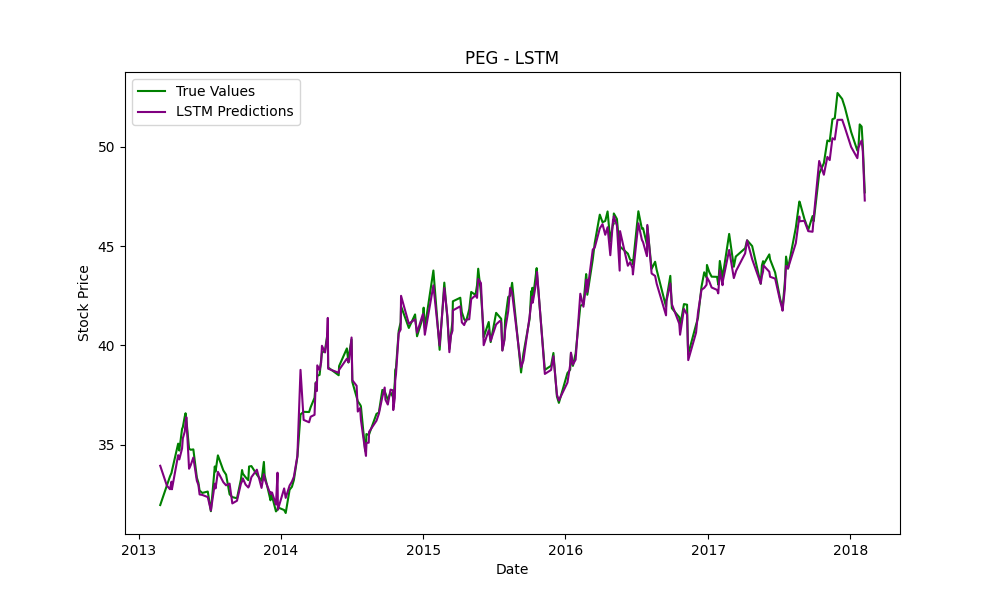 PEG - LSTM
True Values
LSTM Predictions
Stock Price
50
45
40
35
2013 2014 2015 2016 2017 2018
Date